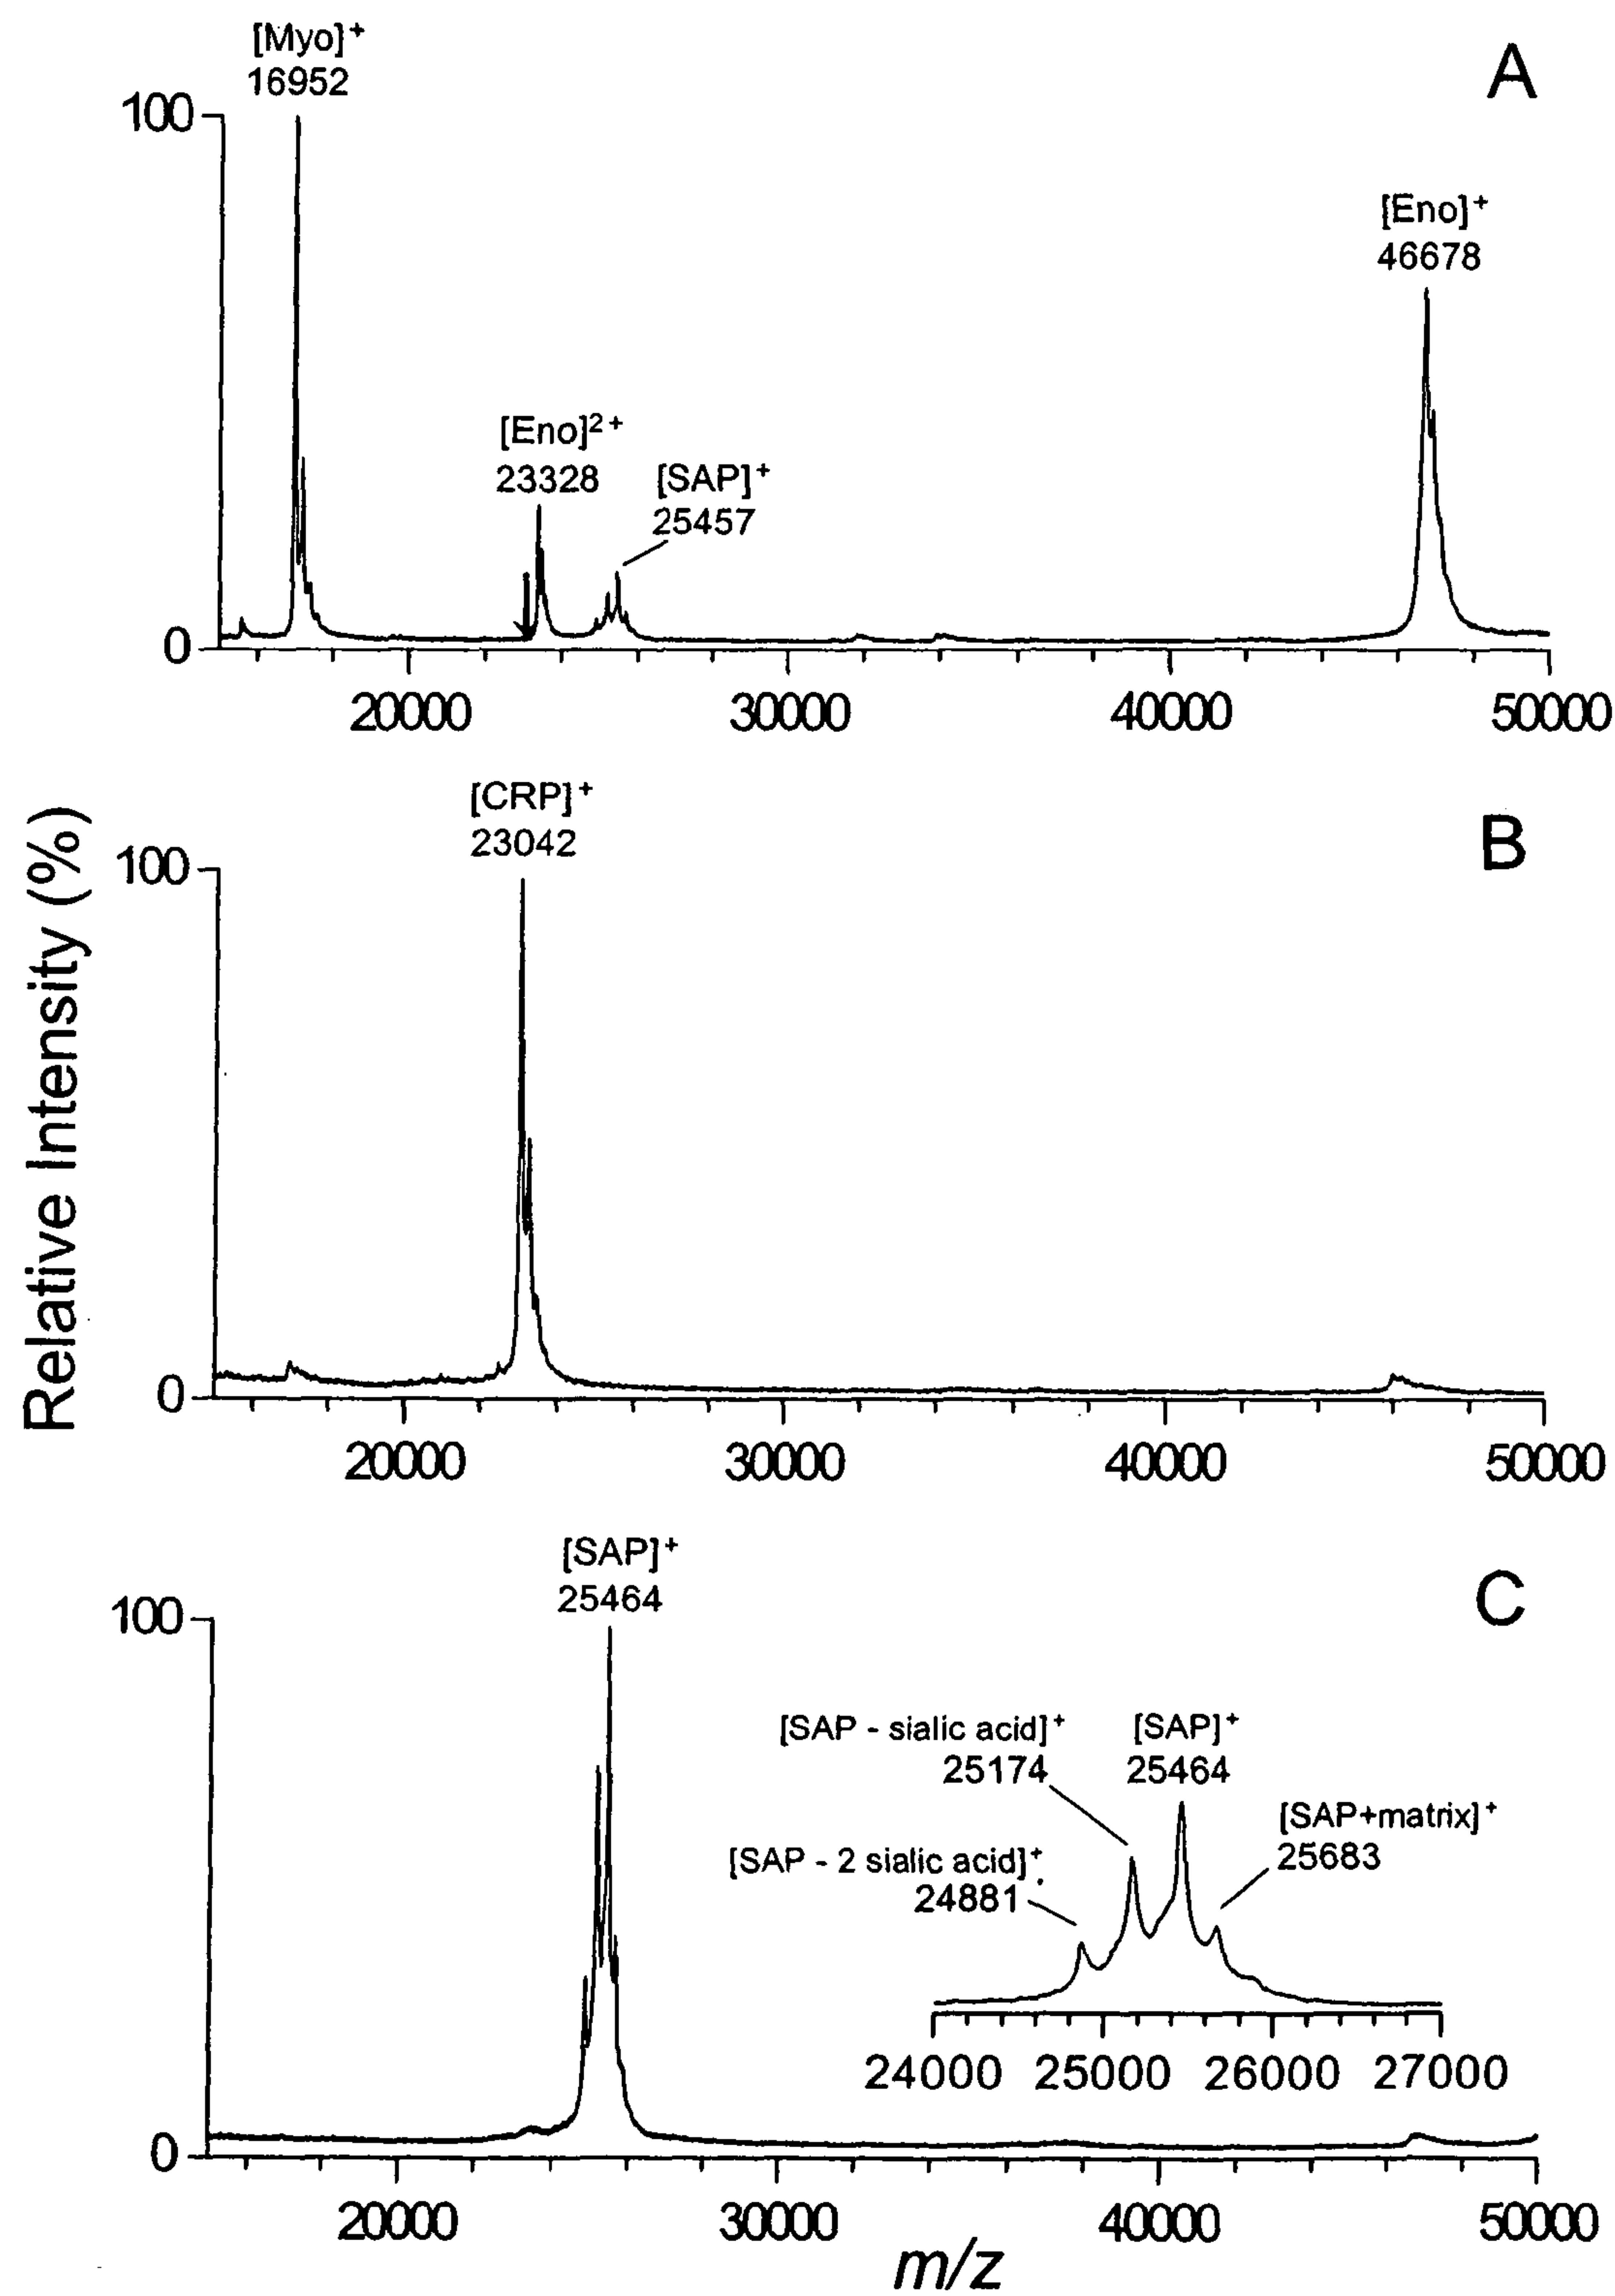 A
[Myo]⁺
16952
100
[Eno]⁺
46678
[Eno]²⁺
23328
[SAP]⁺
25457
0
20000 30000 40000 50000
B
[CRP]⁺
23042
100
0
20000 30000 40000 50000
C
[SAP]⁺
25464
100
[SAP - sialic acid]⁺
25174
[SAP]⁺
25464
[SAP+matrix]⁺
25683
[SAP - 2 sialic acid]⁺
24881
24000 25000 26000 27000
0
20000 30000 40000 50000
Relative Intensity (%)
m/z